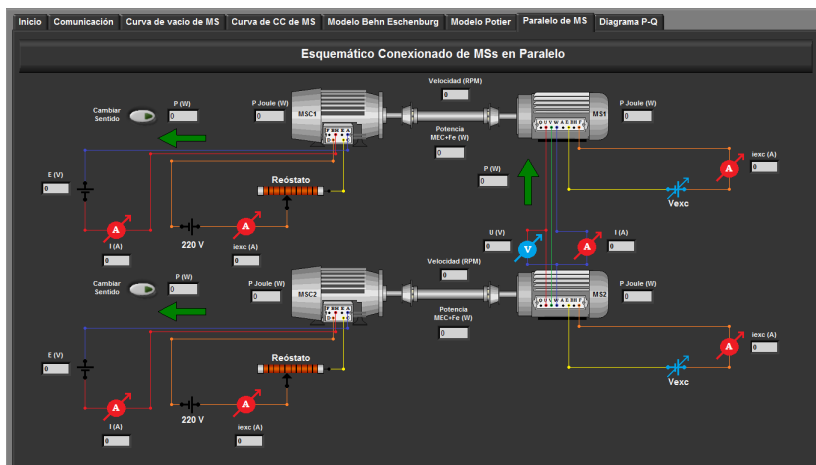 Inicio Comunicación Curva de vacio de MS Curva de CC de MS Modelo Behn Eschenburg Modelo Potier Paralelo de MS Diagrama P-Q
Esquemático Conexionado de MSs en Paralelo
Velocidad (RPM)
0
Cambiar
Sentido
P (W)
0
P Joule (W)
0
MSC1
F B H E A
D
Potencia
MEC+Fe (W)
0
MS1
O U V W A E B H F
P Joule (W)
0
E (V)
0
A
I (A)
0
220 V
Reóstato
A
iexc (A)
0
P (W)
0
Vexc
A
iexc (A)
0
U (V)
0
V
A
I (A)
0
Velocidad (RPM)
0
Cambiar
Sentido
P (W)
0
P Joule (W)
0
MSC2
F B H E A
D
Potencia
MEC+Fe (W)
0
MS2
O U V W A E B H F
P Joule (W)
0
E (V)
0
A
I (A)
0
220 V
Reóstato
A
iexc (A)
0
Vexc
A
iexc (A)
0